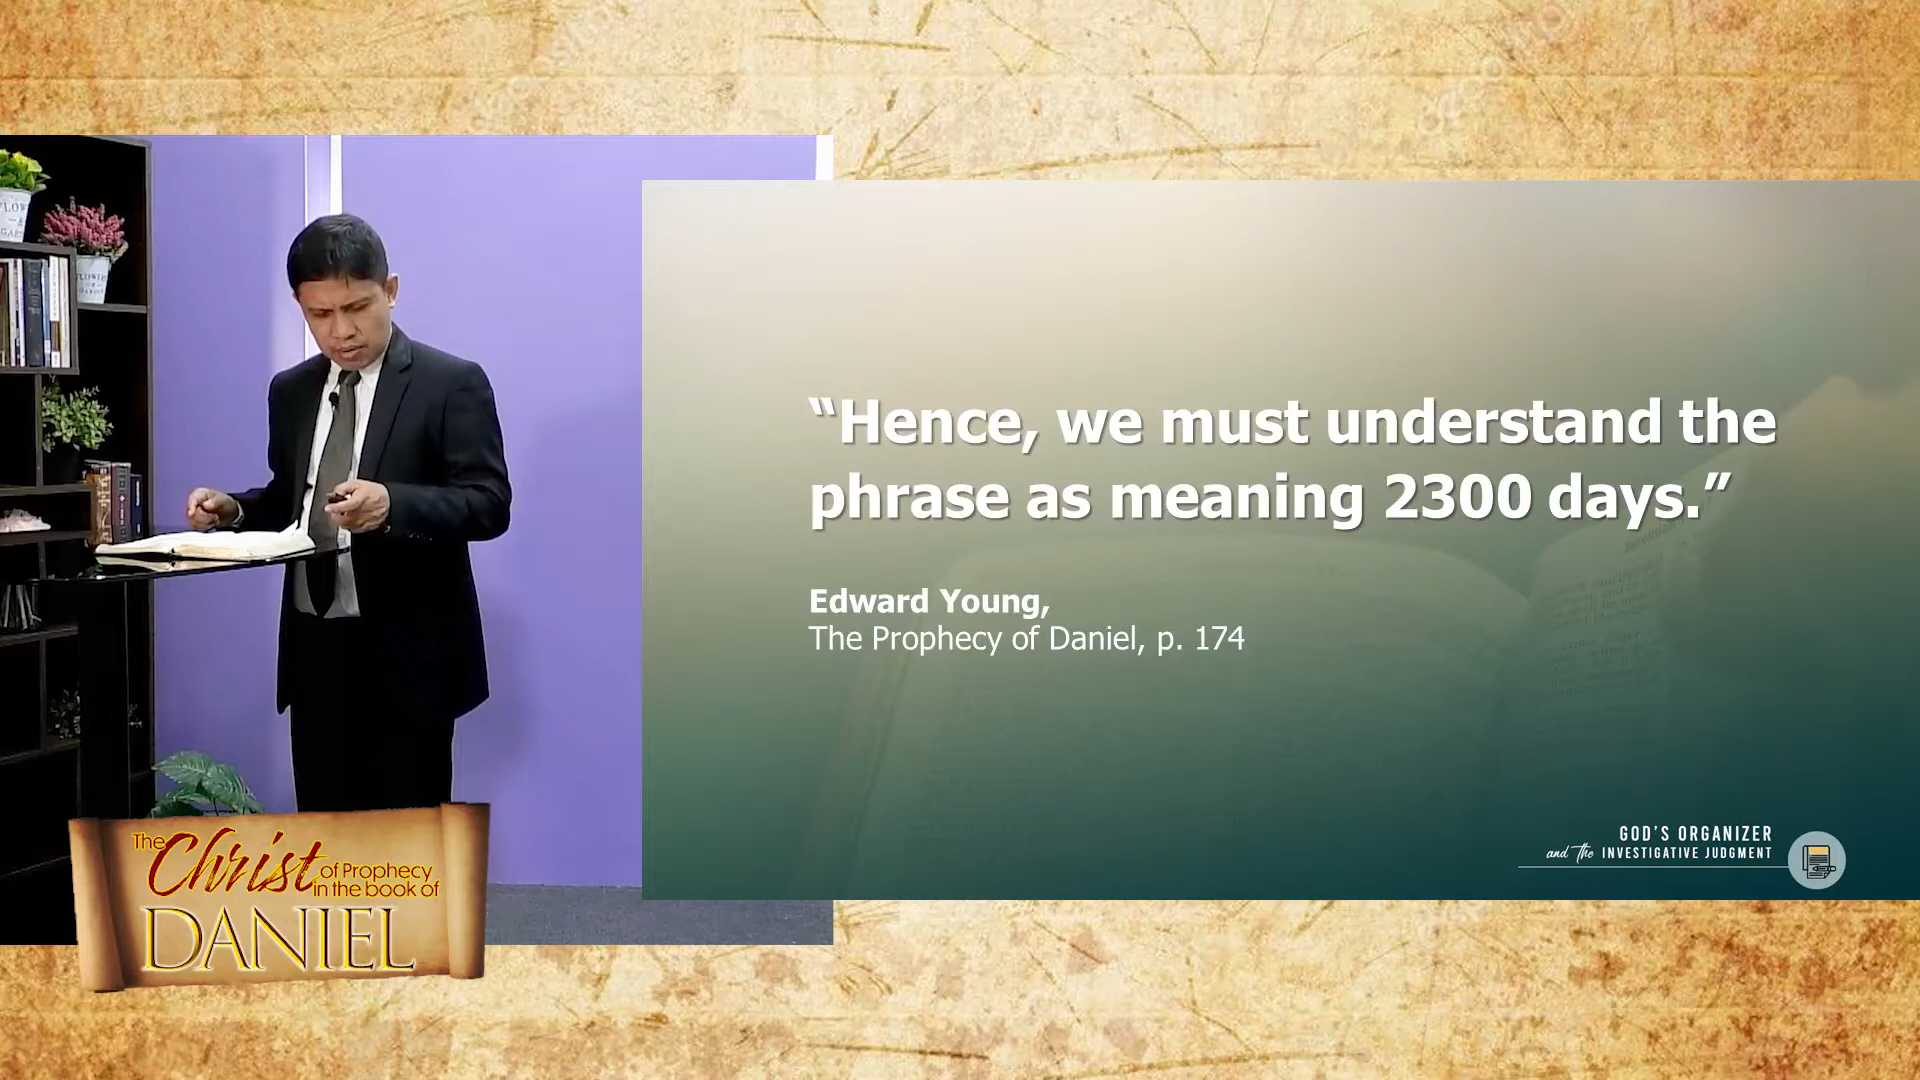 “Hence, we must understand the
phrase as meaning 2300 days.”
Edward Young,
The Prophecy of Daniel, p. 174
GOD'S ORGANIZER
and the INVESTIGATIVE JUDGMENT
The Christ of Prophecy
in the book of
DANIEL